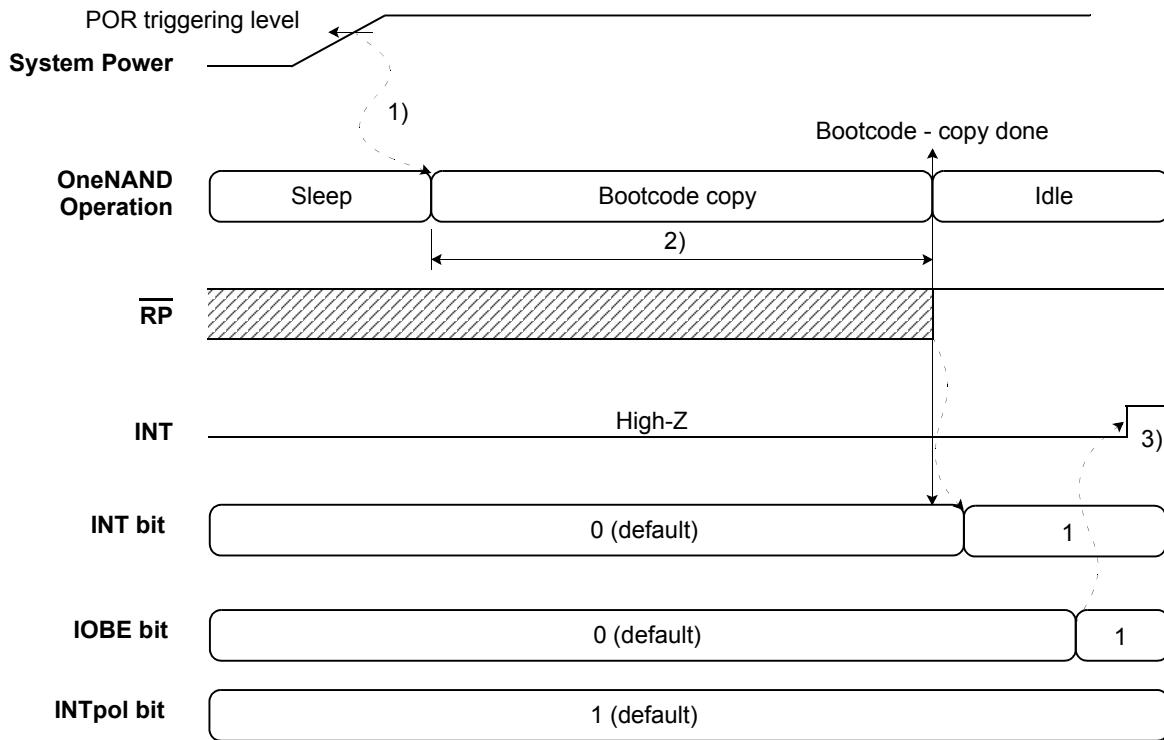 POR triggering level
System Power
1)
Bootcode - copy done
OneNAND
Operation
Sleep
Bootcode copy
Idle
2)
RP
High-Z
INT
3)
INT bit
0 (default)
1
IOBE bit
0 (default)
1
INTpol bit
1 (default)